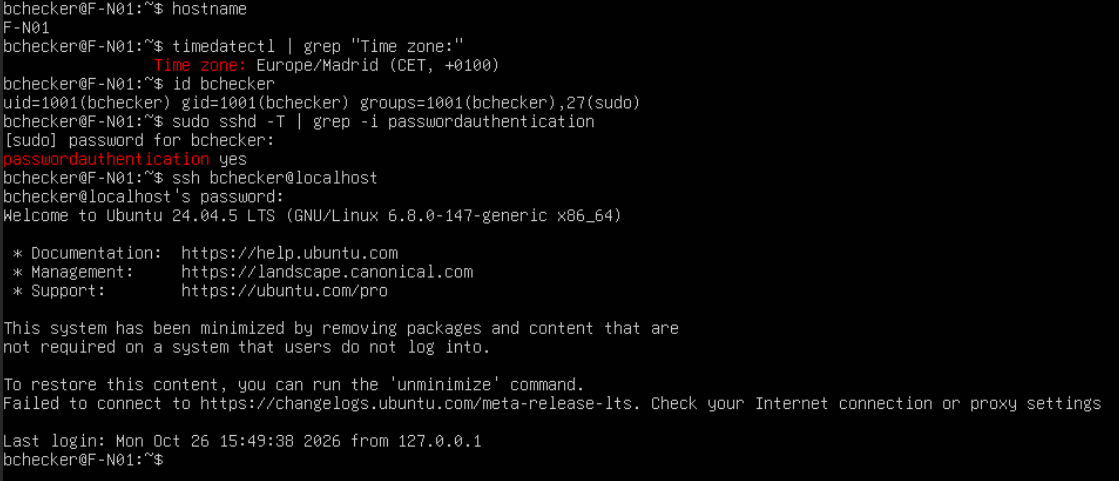 bchecker@F-N01:~$ hostname
F-N01
bchecker@F-N01:~$ timedatectl | grep "Time zone:"
                Time zone: Europe/Madrid (CET, +0100)
bchecker@F-N01:~$ id bchecker
uid=1001(bchecker) gid=1001(bchecker) groups=1001(bchecker),27(sudo)
bchecker@F-N01:~$ sudo sshd -T | grep -i passwordauthentication
[sudo] password for bchecker:
passwordauthentication yes
bchecker@F-N01:~$ ssh bchecker@localhost
bchecker@localhost's password:
Welcome to Ubuntu 24.04.5 LTS (GNU/Linux 6.8.0-147-generic x86_64)

 * Documentation:  https://help.ubuntu.com
 * Management:     https://landscape.canonical.com
 * Support:        https://ubuntu.com/pro

This system has been minimized by removing packages and content that are
not required on a system that users do not log into.

To restore this content, you can run the 'unminimize' command.
Failed to connect to https://changelogs.ubuntu.com/meta-release-lts. Check your Internet connection or proxy settings

Last login: Mon Oct 26 15:49:38 2026 from 127.0.0.1
bchecker@F-N01:~$